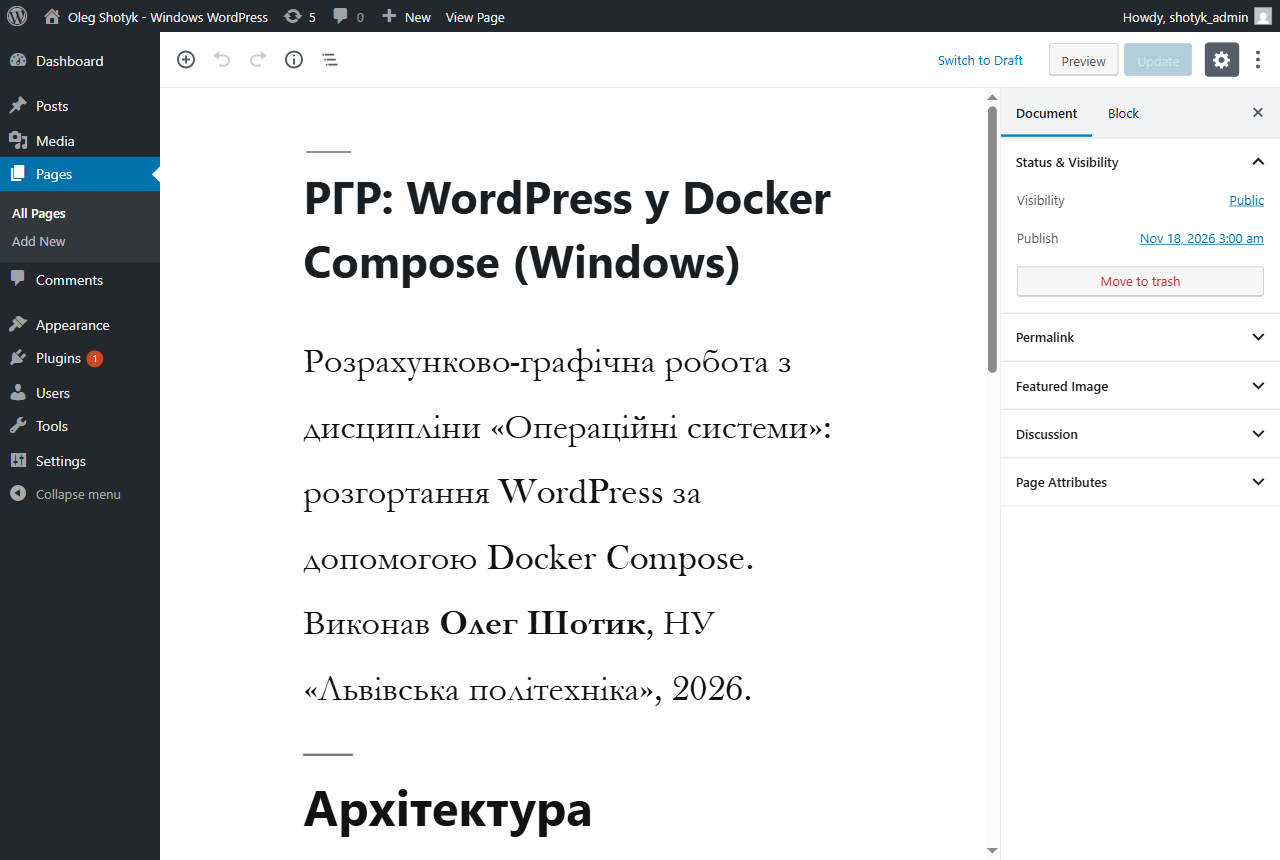 Oleg Shotyk - Windows WordPress 5 0 New View Page Howdy, shotyk_admin
Dashboard
Posts
Media
Pages
All Pages
Add New
Comments
Appearance
Plugins 1
Users
Tools
Settings
Collapse menu
Switch to Draft Preview Update
РГР: WordPress у Docker
Compose (Windows)
Розрахунково-графічна робота з
дисципліни «Операційні системи»:
розгортання WordPress за
допомогою Docker Compose.
Виконав Олег Шотик, НУ
«Львівська політехніка», 2026.
Архітектура
Document Block
Status & Visibility
Visibility Public
Publish Nov 18, 2026 3:00 am
Move to trash
Permalink
Featured Image
Discussion
Page Attributes